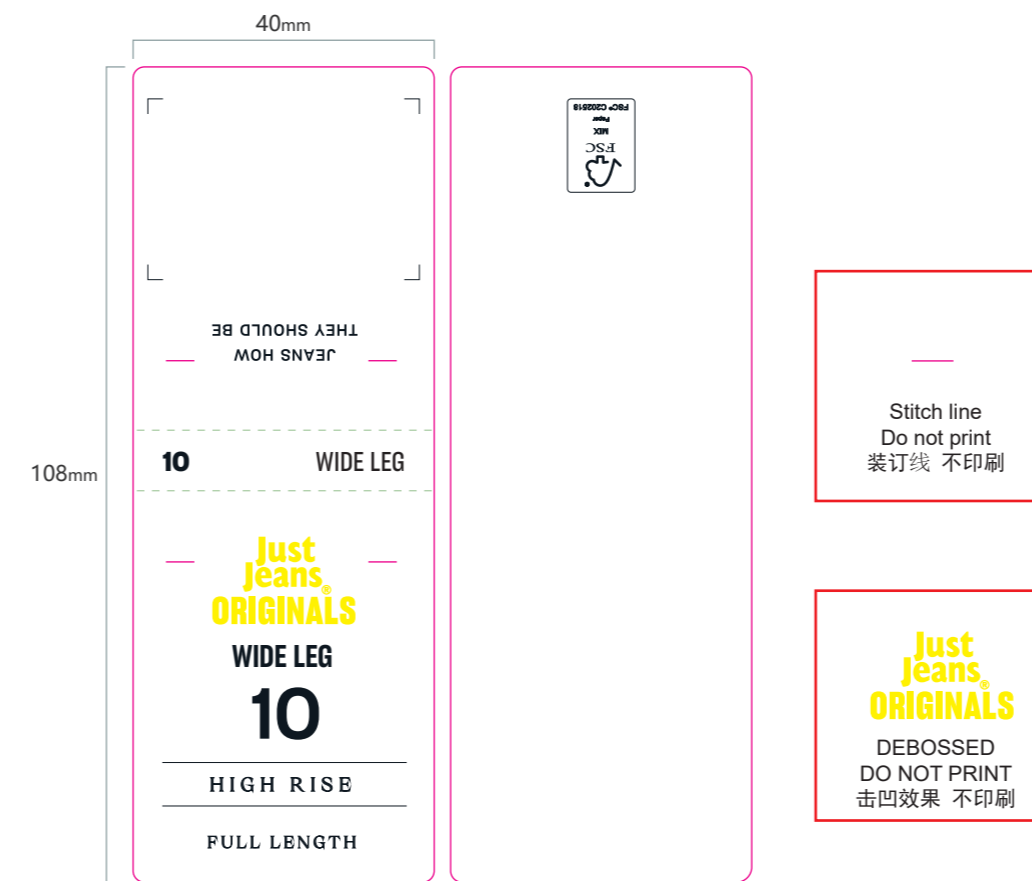 40mm
108mm
THEY SHOULD BE
JEANS HOW
10 WIDE LEG
Just
Jeans®
ORIGINALS
WIDE LEG
10
HIGH RISE
FULL LENGTH
FSC® C202518
Paper
MIX
FSC
Stitch line
Do not print
装订线 不印刷
Just
Jeans®
ORIGINALS
DEBOSSED
DO NOT PRINT
击凹效果 不印刷